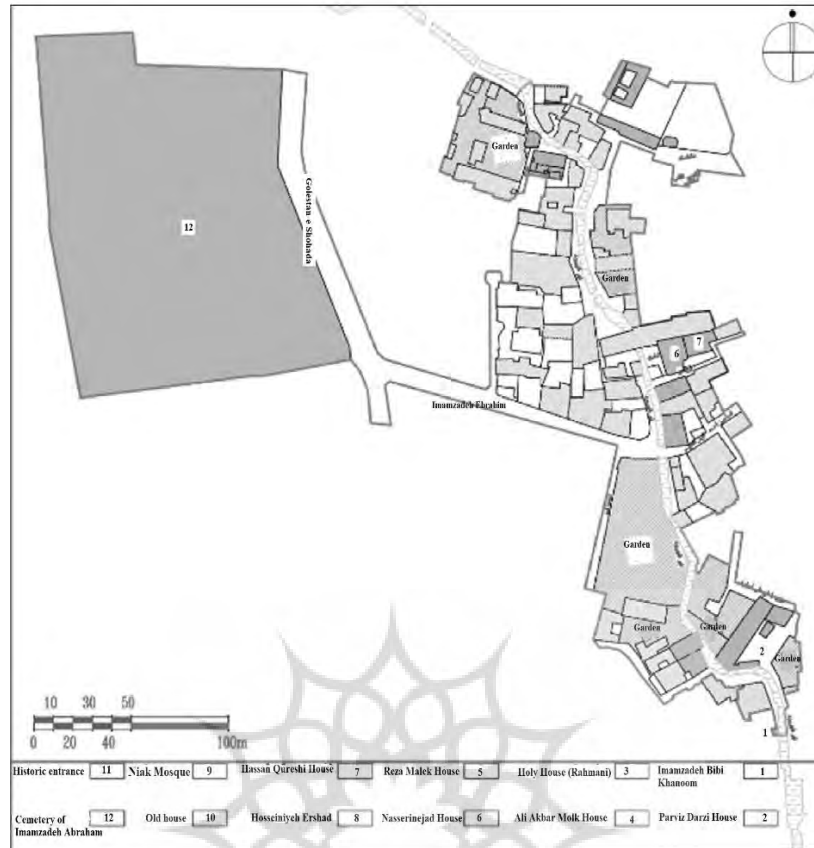 Garden
12
Golestan e Shohada
Garden
7
6
Imamzadeh Ebrahim
Garden
Garden
Garden
2
Garden
1
10 30 50
0 20 40 100m
Historic entrance 11 Niak Mosque 9 Hassan Qureshi House 7 Reza Malek House 5 Holy House (Rahmani) 3 Imamzadeh Bibi Khanoom 1
Cemetery of Imamzadeh Abraham 12 Old house 10 Hosseiniyeh Ershad 8 Nasserinejad House 6 Ali Akbar Molk House 4 Parviz Darzi House 2